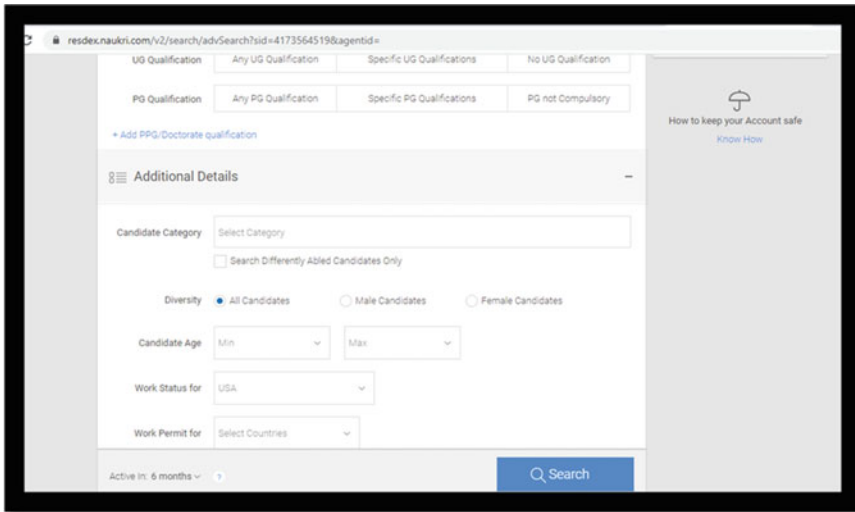 resdex.naukri.com/v2/search/advSearch?sid=4173564519&agentid=
UG Qualification Any UG Qualification Specific UG Qualifications No UG Qualification
PG Qualification Any PG Qualification Specific PG Qualifications PG not Compulsory
+ Add PPG/Doctorate qualification
How to keep your Account safe
Know How
Additional Details
Candidate Category Select Category
Search Differently Abled Candidates Only
Diversity All Candidates Male Candidates Female Candidates
Candidate Age Min Max
Work Status for USA
Work Permit for Select Countries
Active In: 6 months ?
Search